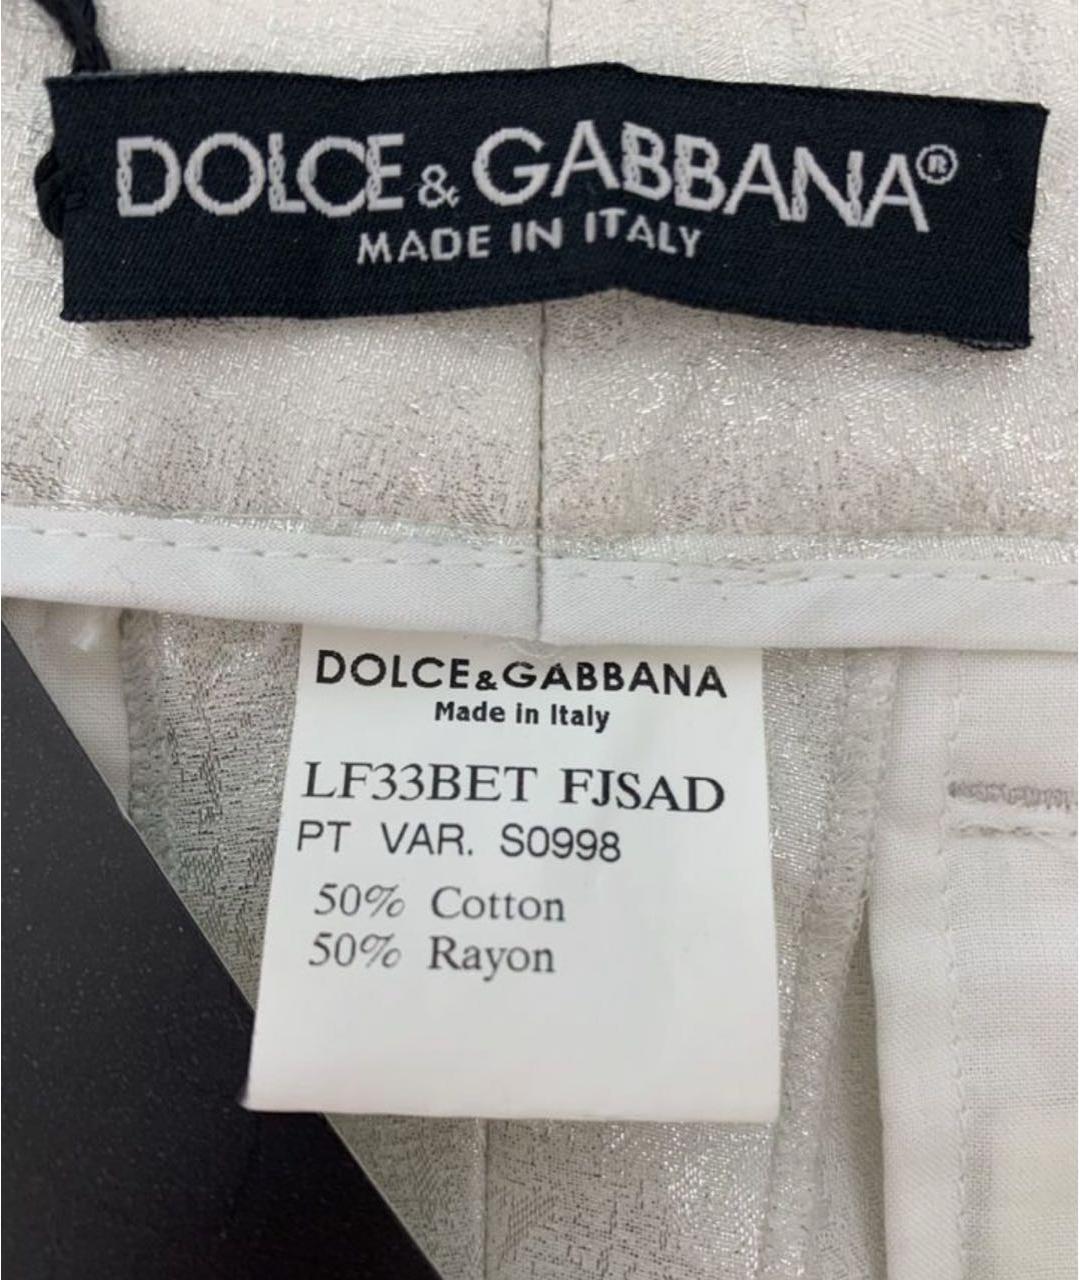 DOLCE & GABBANA®
MADE IN ITALY
DOLCE&GABBANA
Made in Italy
LF33BET FJSAD
PT VAR. S0998
50% Cotton
50% Rayon